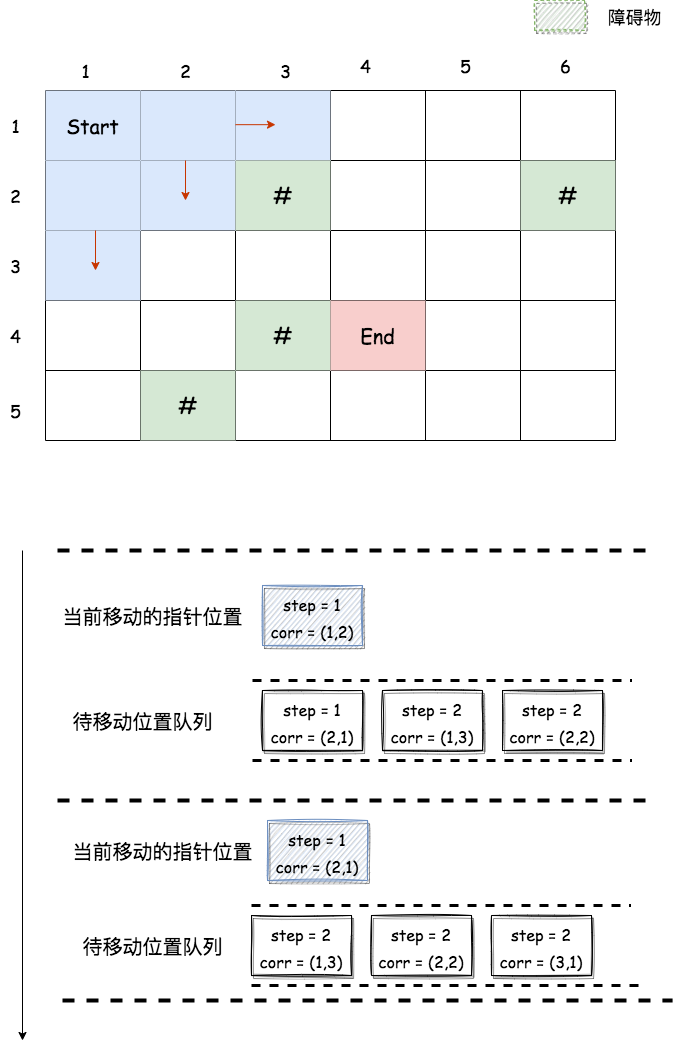 障碍物
1 2 3 4 5 6
1 Start
2 # #
3
4 # End
5 #
当前移动的指针位置
step = 1
corr = (1,2)
待移动位置队列
step = 1 step = 2 step = 2
corr = (2,1) corr = (1,3) corr = (2,2)
当前移动的指针位置
step = 1
corr = (2,1)
待移动位置队列
step = 2 step = 2 step = 2
corr = (1,3) corr = (2,2) corr = (3,1)